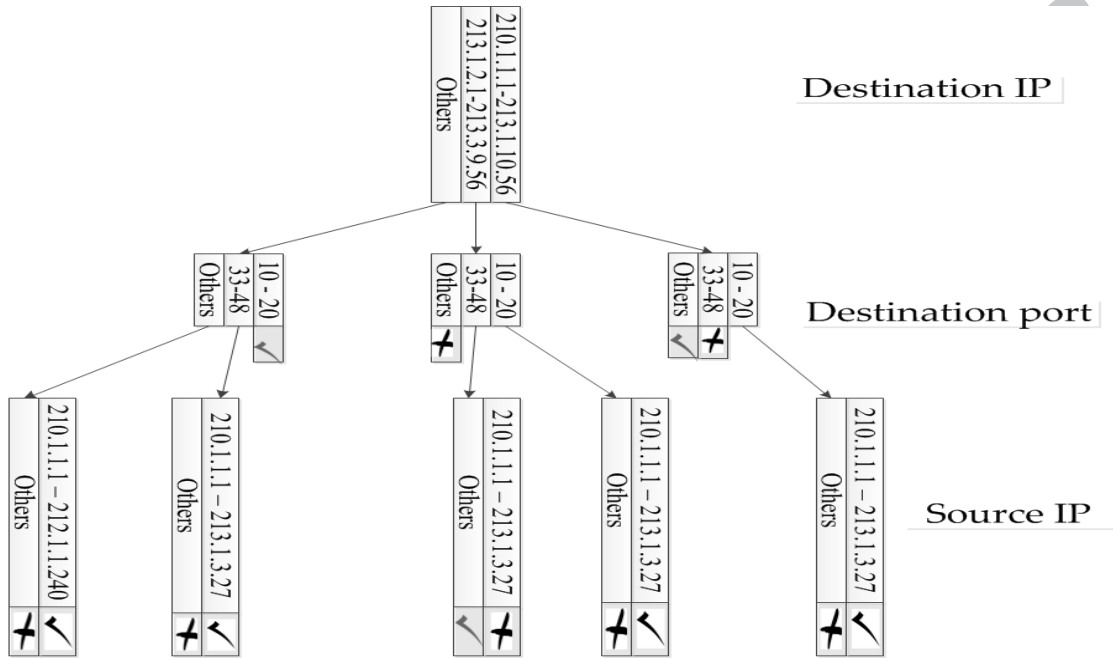 210.1.1.1-213.1.10.56
213.1.2.1-213.3.9.56
Others
Destination IP
10 - 20
33-48
Others
10 - 20
33-48
Others
10 - 20
33-48
Others
Destination port
210.1.1.1 – 212.1.1.240
Others
210.1.1.1 – 213.1.3.27
Others
210.1.1.1 – 213.1.3.27
Others
210.1.1.1 – 213.1.3.27
Others
210.1.1.1 – 213.1.3.27
Others
Source IP